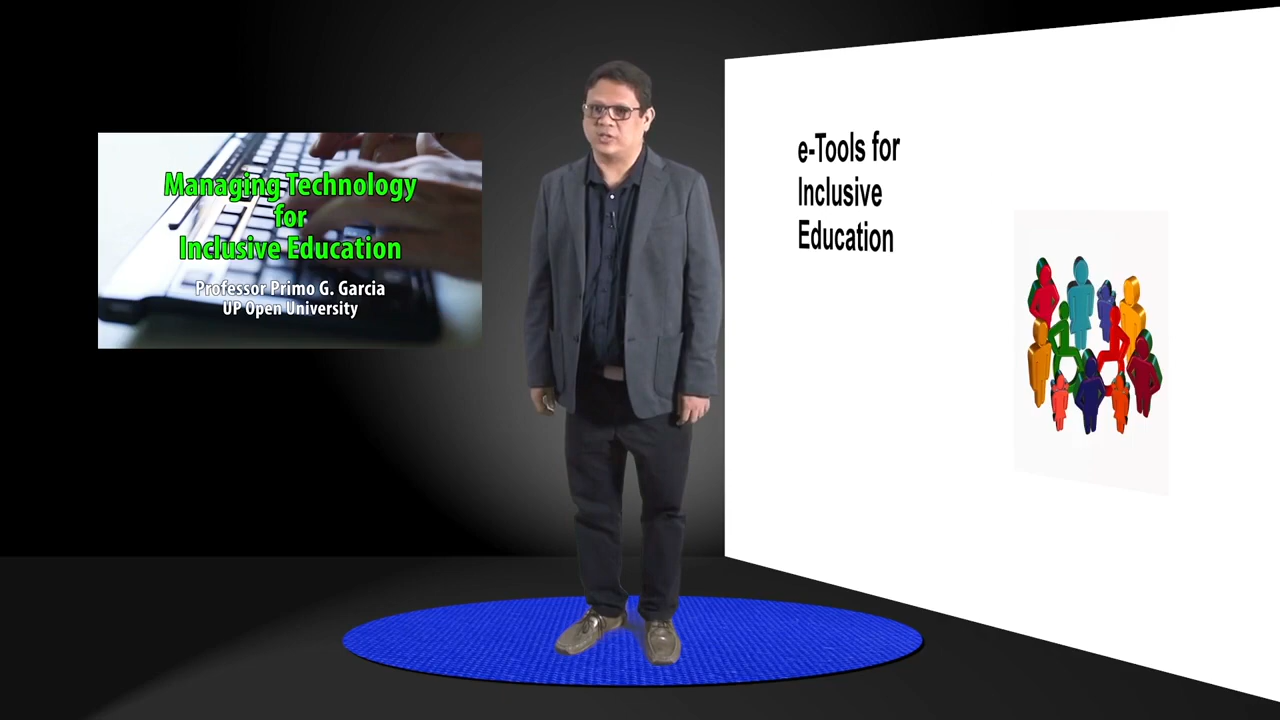 Managing Technology
for
Inclusive Education
Professor Primo G. Garcia
UP Open University
e-Tools for
Inclusive
Education